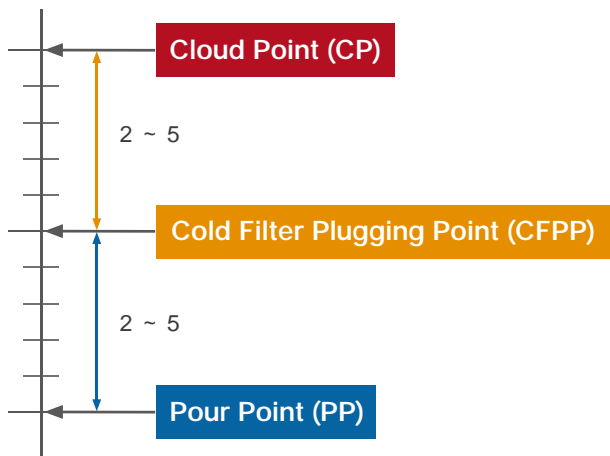 Cloud Point (CP)
2 ~ 5
Cold Filter Plugging Point (CFPP)
2 ~ 5
Pour Point (PP)